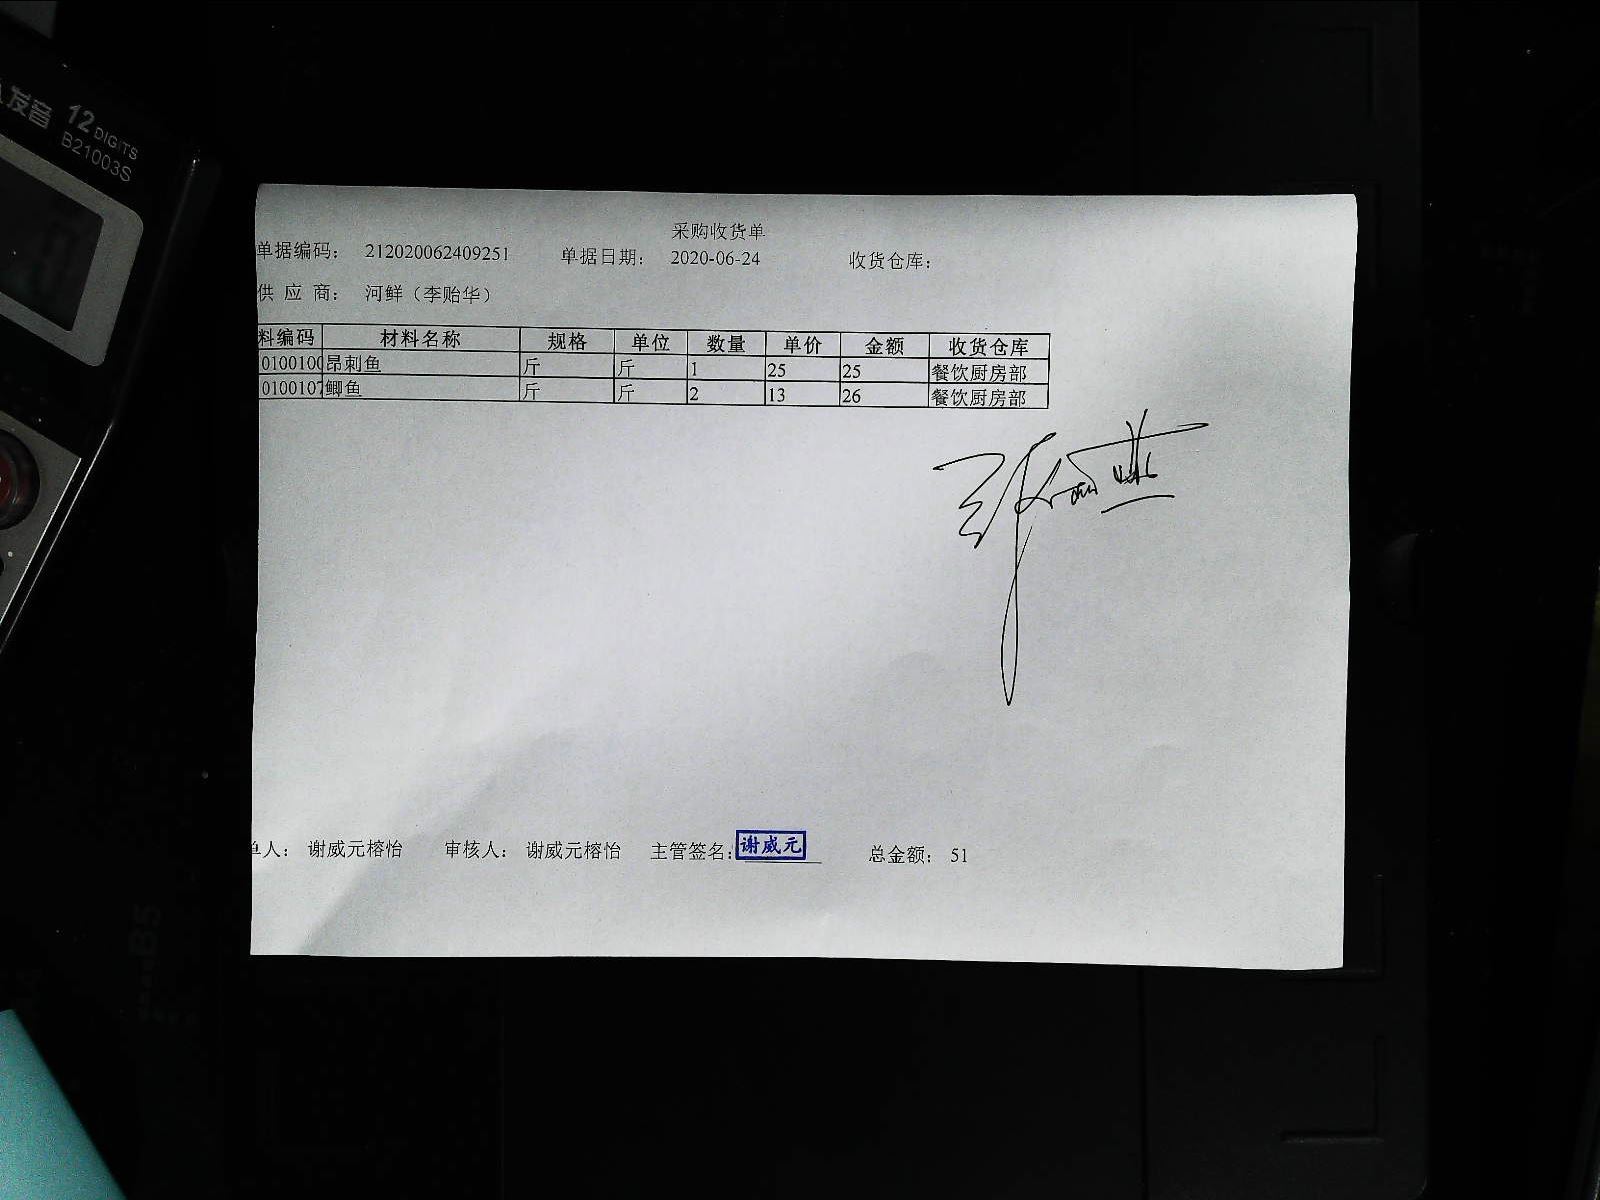 发音 12 DIGITS
B21003S
采购收货单
单据编码： 212020062409251 单据日期： 2020-06-24 收货仓库：
供 应 商： 河鲜（李贻华）
料编码 材料名称 规格 单位 数量 单价 金额 收货仓库
0100100 昂刺鱼 斤 斤 1 25 25 餐饮厨房部
0100107 鲫鱼 斤 斤 2 13 26 餐饮厨房部
单人： 谢威元榕怡 审核人： 谢威元榕怡 主管签名： 谢威元 总金额： 51
B5